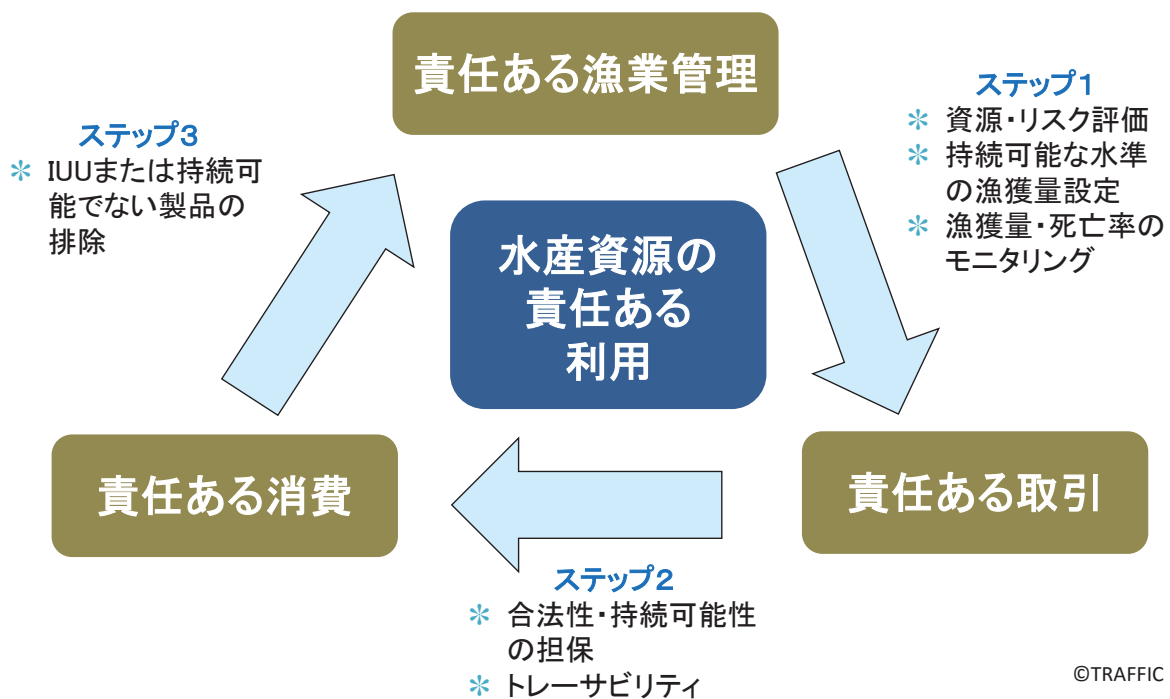 責任ある漁業管理
ステップ1
＊ 資源・リスク評価
＊ 持続可能な水準
の漁獲量設定
＊ 漁獲量・死亡率の
モニタリング
ステップ3
＊ IUUまたは持続可
能でない製品の
排除
水産資源の
責任ある
利用
責任ある消費
責任ある取引
ステップ2
＊ 合法性・持続可能性
の担保
＊ トレーサビリティ
©TRAFFIC